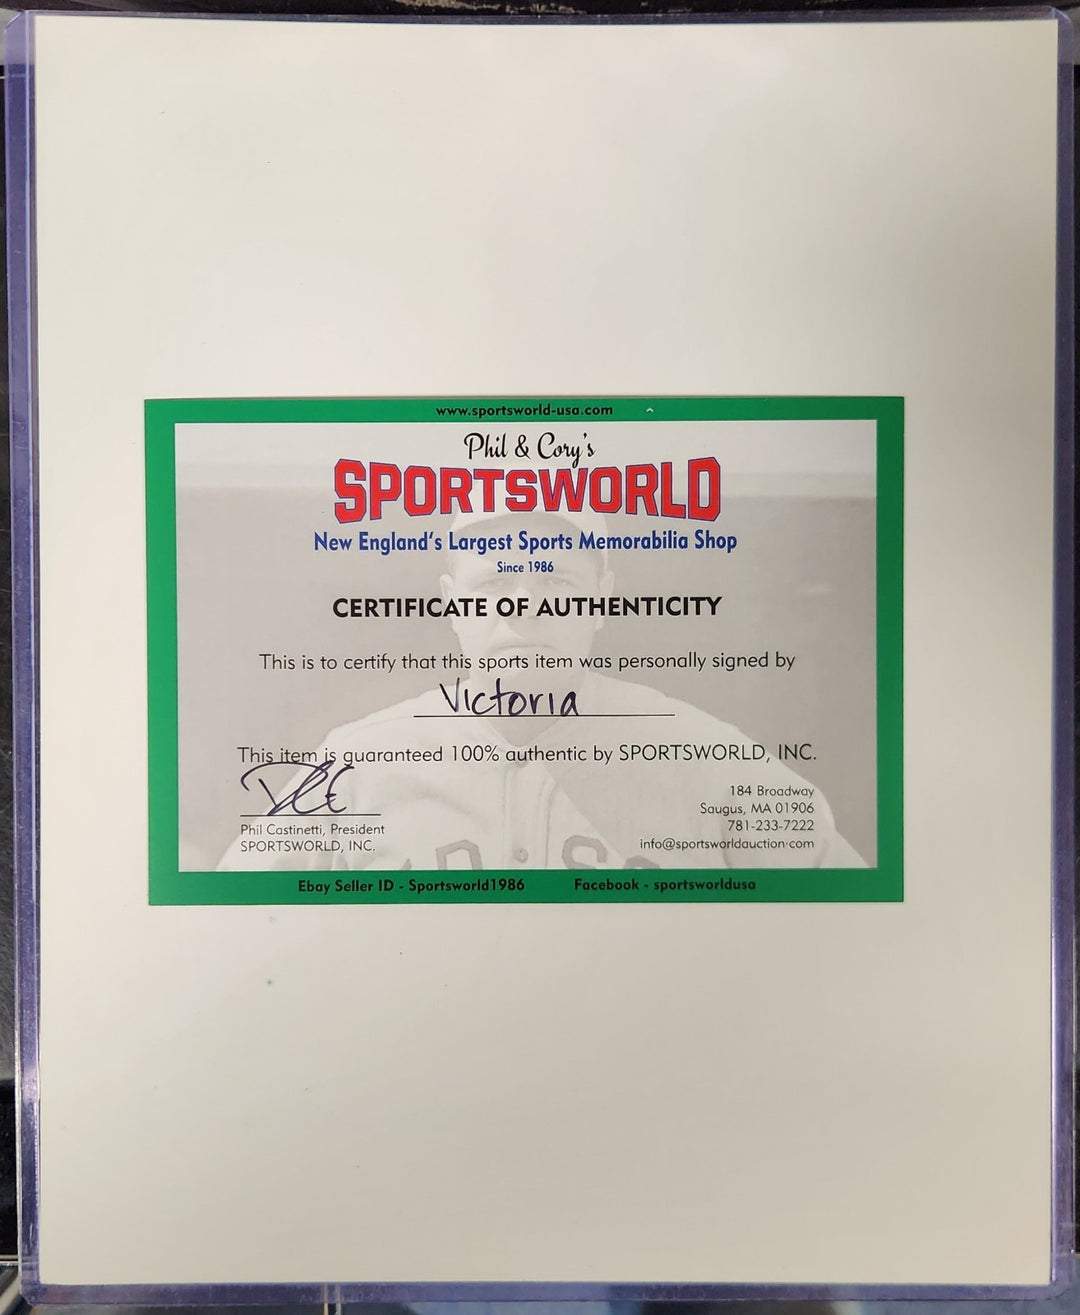 www.sportsworld-usa.com
Phil & Cory's
SPORTSWORLD
New England's Largest Sports Memorabilia Shop
Since 1986
CERTIFICATE OF AUTHENTICITY
This is to certify that this sports item was personally signed by
Victoria
This item is guaranteed 100% authentic by SPORTSWORLD, INC.
184 Broadway
Saugus, MA 01906
781-233-7222
info@sportsworldauction.com
Phil Castinetti, President
SPORTSWORLD, INC.
Ebay Seller ID - Sportsworld1986 Facebook - sportsworldusa